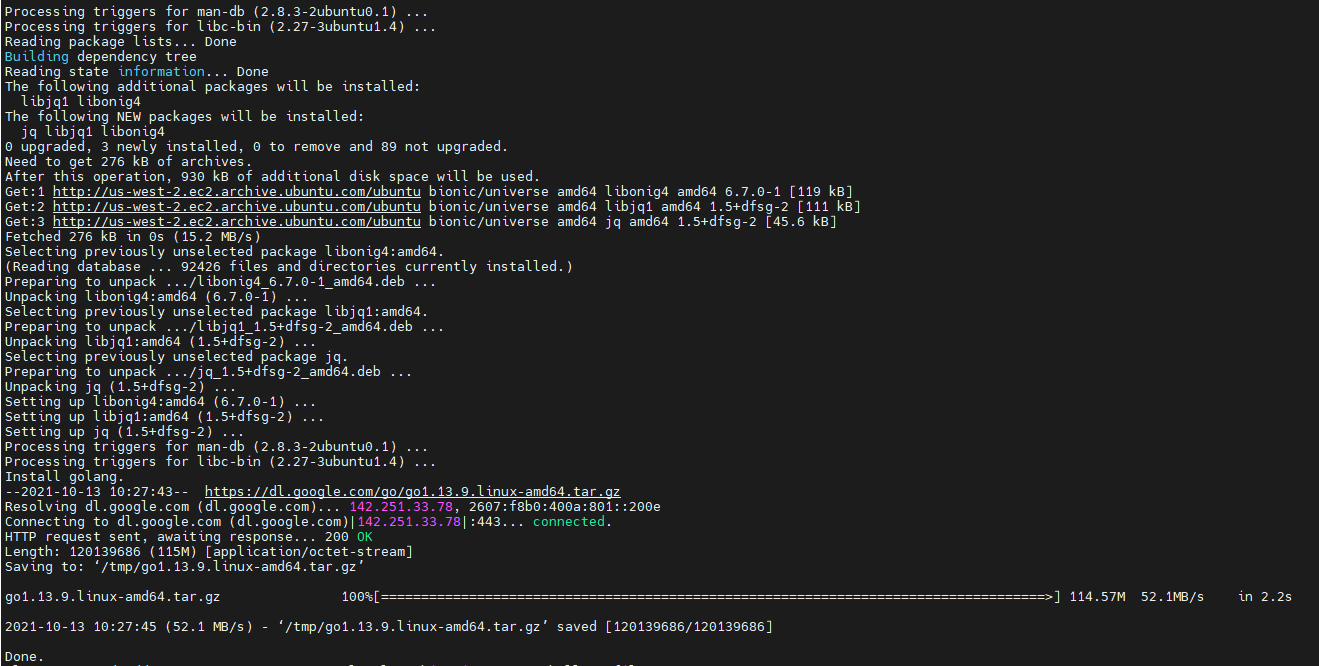 Processing triggers for man-db (2.8.3-2ubuntu0.1) ...
Processing triggers for libc-bin (2.27-3ubuntu1.4) ...
Reading package lists... Done
Building dependency tree
Reading state information... Done
The following additional packages will be installed:
  libjq1 libonig4
The following NEW packages will be installed:
  jq libjq1 libonig4
0 upgraded, 3 newly installed, 0 to remove and 89 not upgraded.
Need to get 276 kB of archives.
After this operation, 930 kB of additional disk space will be used.
Get:1 http://us-west-2.ec2.archive.ubuntu.com/ubuntu bionic/universe amd64 libonig4 amd64 6.7.0-1 [119 kB]
Get:2 http://us-west-2.ec2.archive.ubuntu.com/ubuntu bionic/universe amd64 libjq1 amd64 1.5+dfsg-2 [111 kB]
Get:3 http://us-west-2.ec2.archive.ubuntu.com/ubuntu bionic/universe amd64 jq amd64 1.5+dfsg-2 [45.6 kB]
Fetched 276 kB in 0s (15.2 MB/s)
Selecting previously unselected package libonig4:amd64.
(Reading database ... 92426 files and directories currently installed.)
Preparing to unpack .../libonig4_6.7.0-1_amd64.deb ...
Unpacking libonig4:amd64 (6.7.0-1) ...
Selecting previously unselected package libjq1:amd64.
Preparing to unpack .../libjq1_1.5+dfsg-2_amd64.deb ...
Unpacking libjq1:amd64 (1.5+dfsg-2) ...
Selecting previously unselected package jq.
Preparing to unpack .../jq_1.5+dfsg-2_amd64.deb ...
Unpacking jq (1.5+dfsg-2) ...
Setting up libonig4:amd64 (6.7.0-1) ...
Setting up libjq1:amd64 (1.5+dfsg-2) ...
Setting up jq (1.5+dfsg-2) ...
Processing triggers for man-db (2.8.3-2ubuntu0.1) ...
Processing triggers for libc-bin (2.27-3ubuntu1.4) ...
Install golang.
--2021-10-13 10:27:43--  https://dl.google.com/go/go1.13.9.linux-amd64.tar.gz
Resolving dl.google.com (dl.google.com)... 142.251.33.78, 2607:f8b0:400a:801::200e
Connecting to dl.google.com (dl.google.com)|142.251.33.78|:443... connected.
HTTP request sent, awaiting response... 200 OK
Length: 120139686 (115M) [application/octet-stream]
Saving to: ‘/tmp/go1.13.9.linux-amd64.tar.gz’
go1.13.9.linux-amd64.tar.gz 100%[===================================================================================>] 114.57M 52.1MB/s in 2.2s
2021-10-13 10:27:45 (52.1 MB/s) - ‘/tmp/go1.13.9.linux-amd64.tar.gz’ saved [120139686/120139686]
Done.